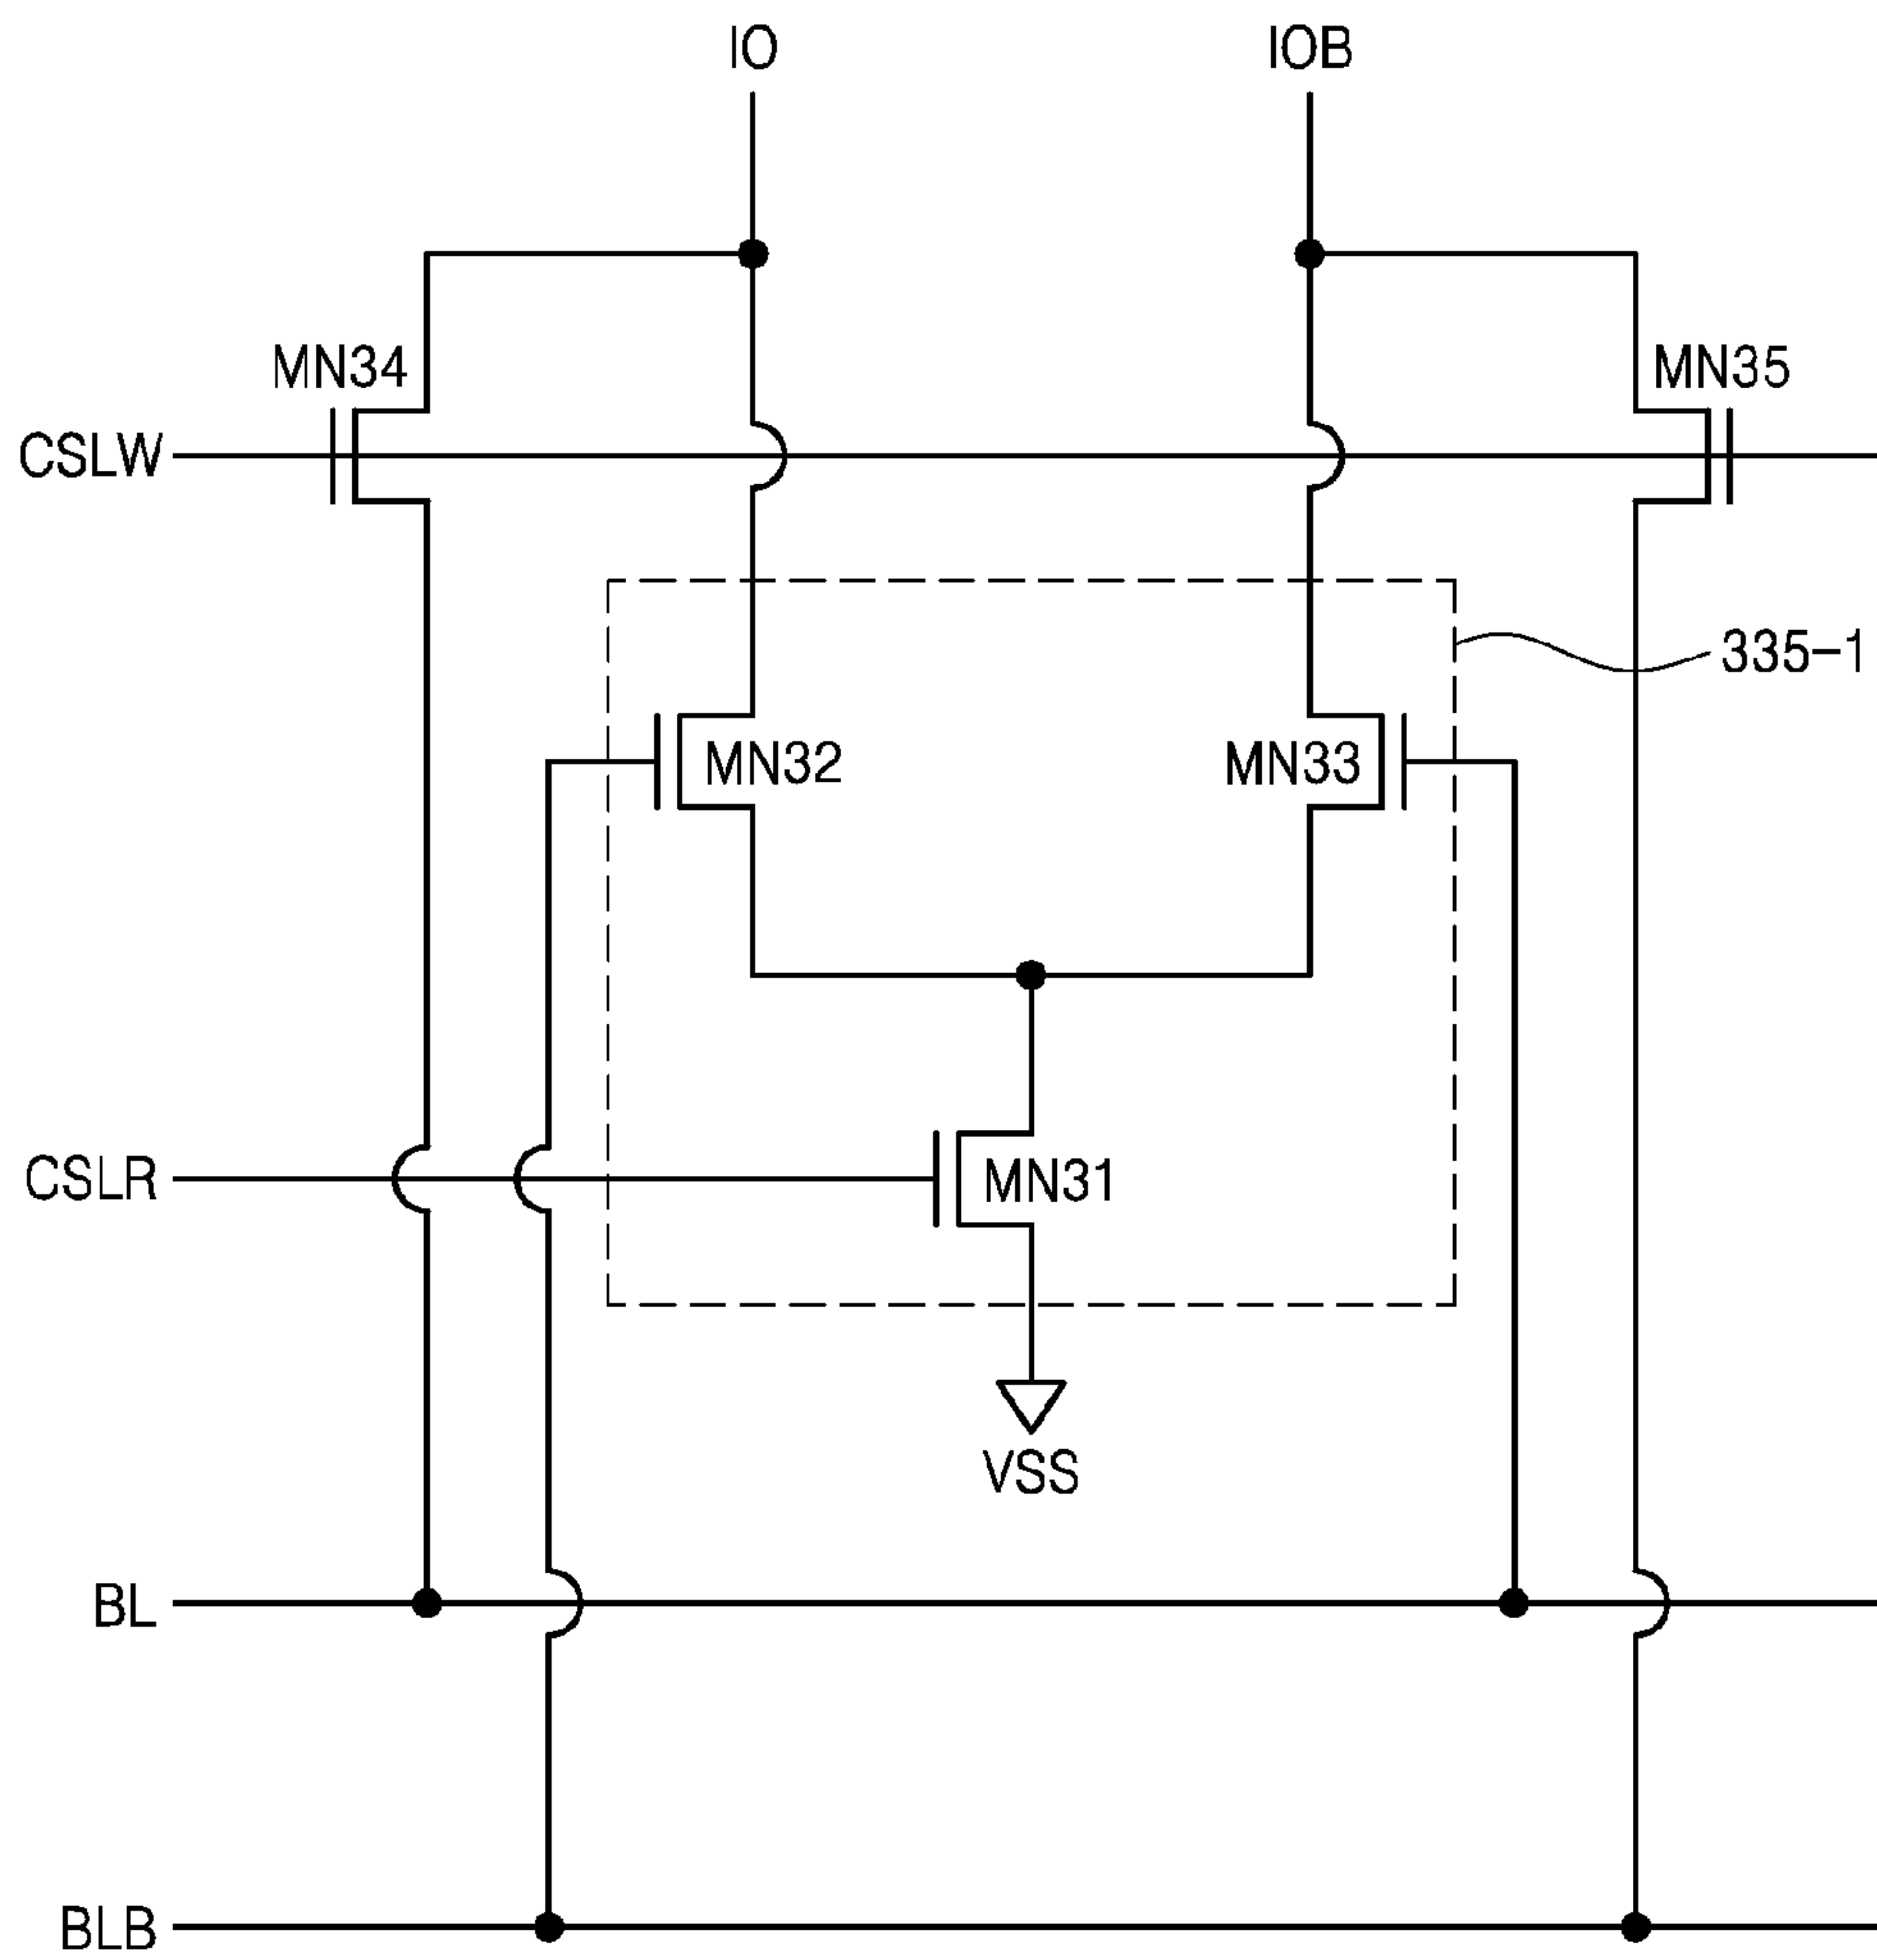 IO
IOB
MN34
MN35
CSLW
335-1
MN32
MN33
CSLR
MN31
VSS
BL
BLB